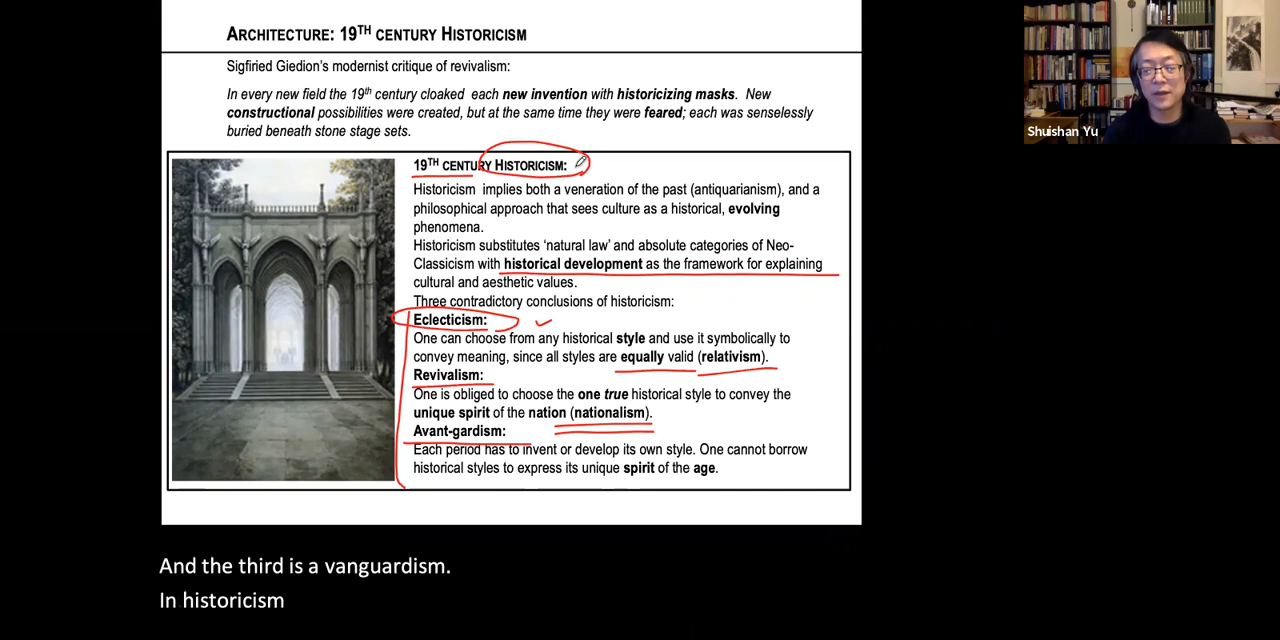 ARCHITECTURE: 19TH CENTURY HISTORICISM
Sigfiried Giedion's modernist critique of revivalism:
In every new field the 19th century cloaked each new invention with historicizing masks. New
constructional possibilities were created, but at the same time they were feared; each was senselessly
buried beneath stone stage sets.
19TH CENTURY HISTORICISM:
Historicism implies both a veneration of the past (antiquarianism), and a
philosophical approach that sees culture as a historical, evolving
phenomena.
Historicism substitutes 'natural law' and absolute categories of Neo-
Classicism with historical development as the framework for explaining
cultural and aesthetic values.
Three contradictory conclusions of historicism:
Eclecticism:
One can choose from any historical style and use it symbolically to
convey meaning, since all styles are equally valid (relativism).
Revivalism:
One is obliged to choose the one true historical style to convey the
unique spirit of the nation (nationalism).
Avant-gardism:
Each period has to invent or develop its own style. One cannot borrow
historical styles to express its unique spirit of the age.
Shuishan Yu
And the third is a vanguardism.
In historicism